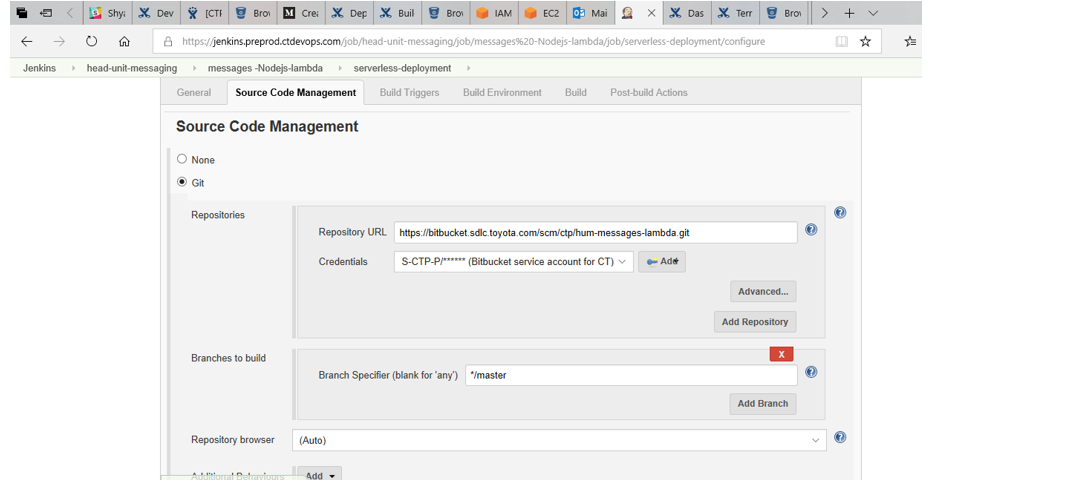 Shya Dev [CTF Brov Crea Dep Buil Brov IAM EC2 Mai Das Terr Brov
https://jenkins.preprod.ctdevops.com/job/head-unit-messaging/job/messages%20-Nodejs-lambda/job/serverless-deployment/configure
Jenkins head-unit-messaging messages -Nodejs-lambda serverless-deployment
General Source Code Management Build Triggers Build Environment Build Post-build Actions
Source Code Management
None
Git
Repositories
Repository URL https://bitbucket.sdlc.toyota.com/scm/ctp/hum-messages-lambda.git
Credentials S-CTP-P/****** (Bitbucket service account for CT) Add
Advanced...
Add Repository
X
Branches to build
Branch Specifier (blank for 'any') */master
Add Branch
Repository browser (Auto)
Additional Behaviours Add